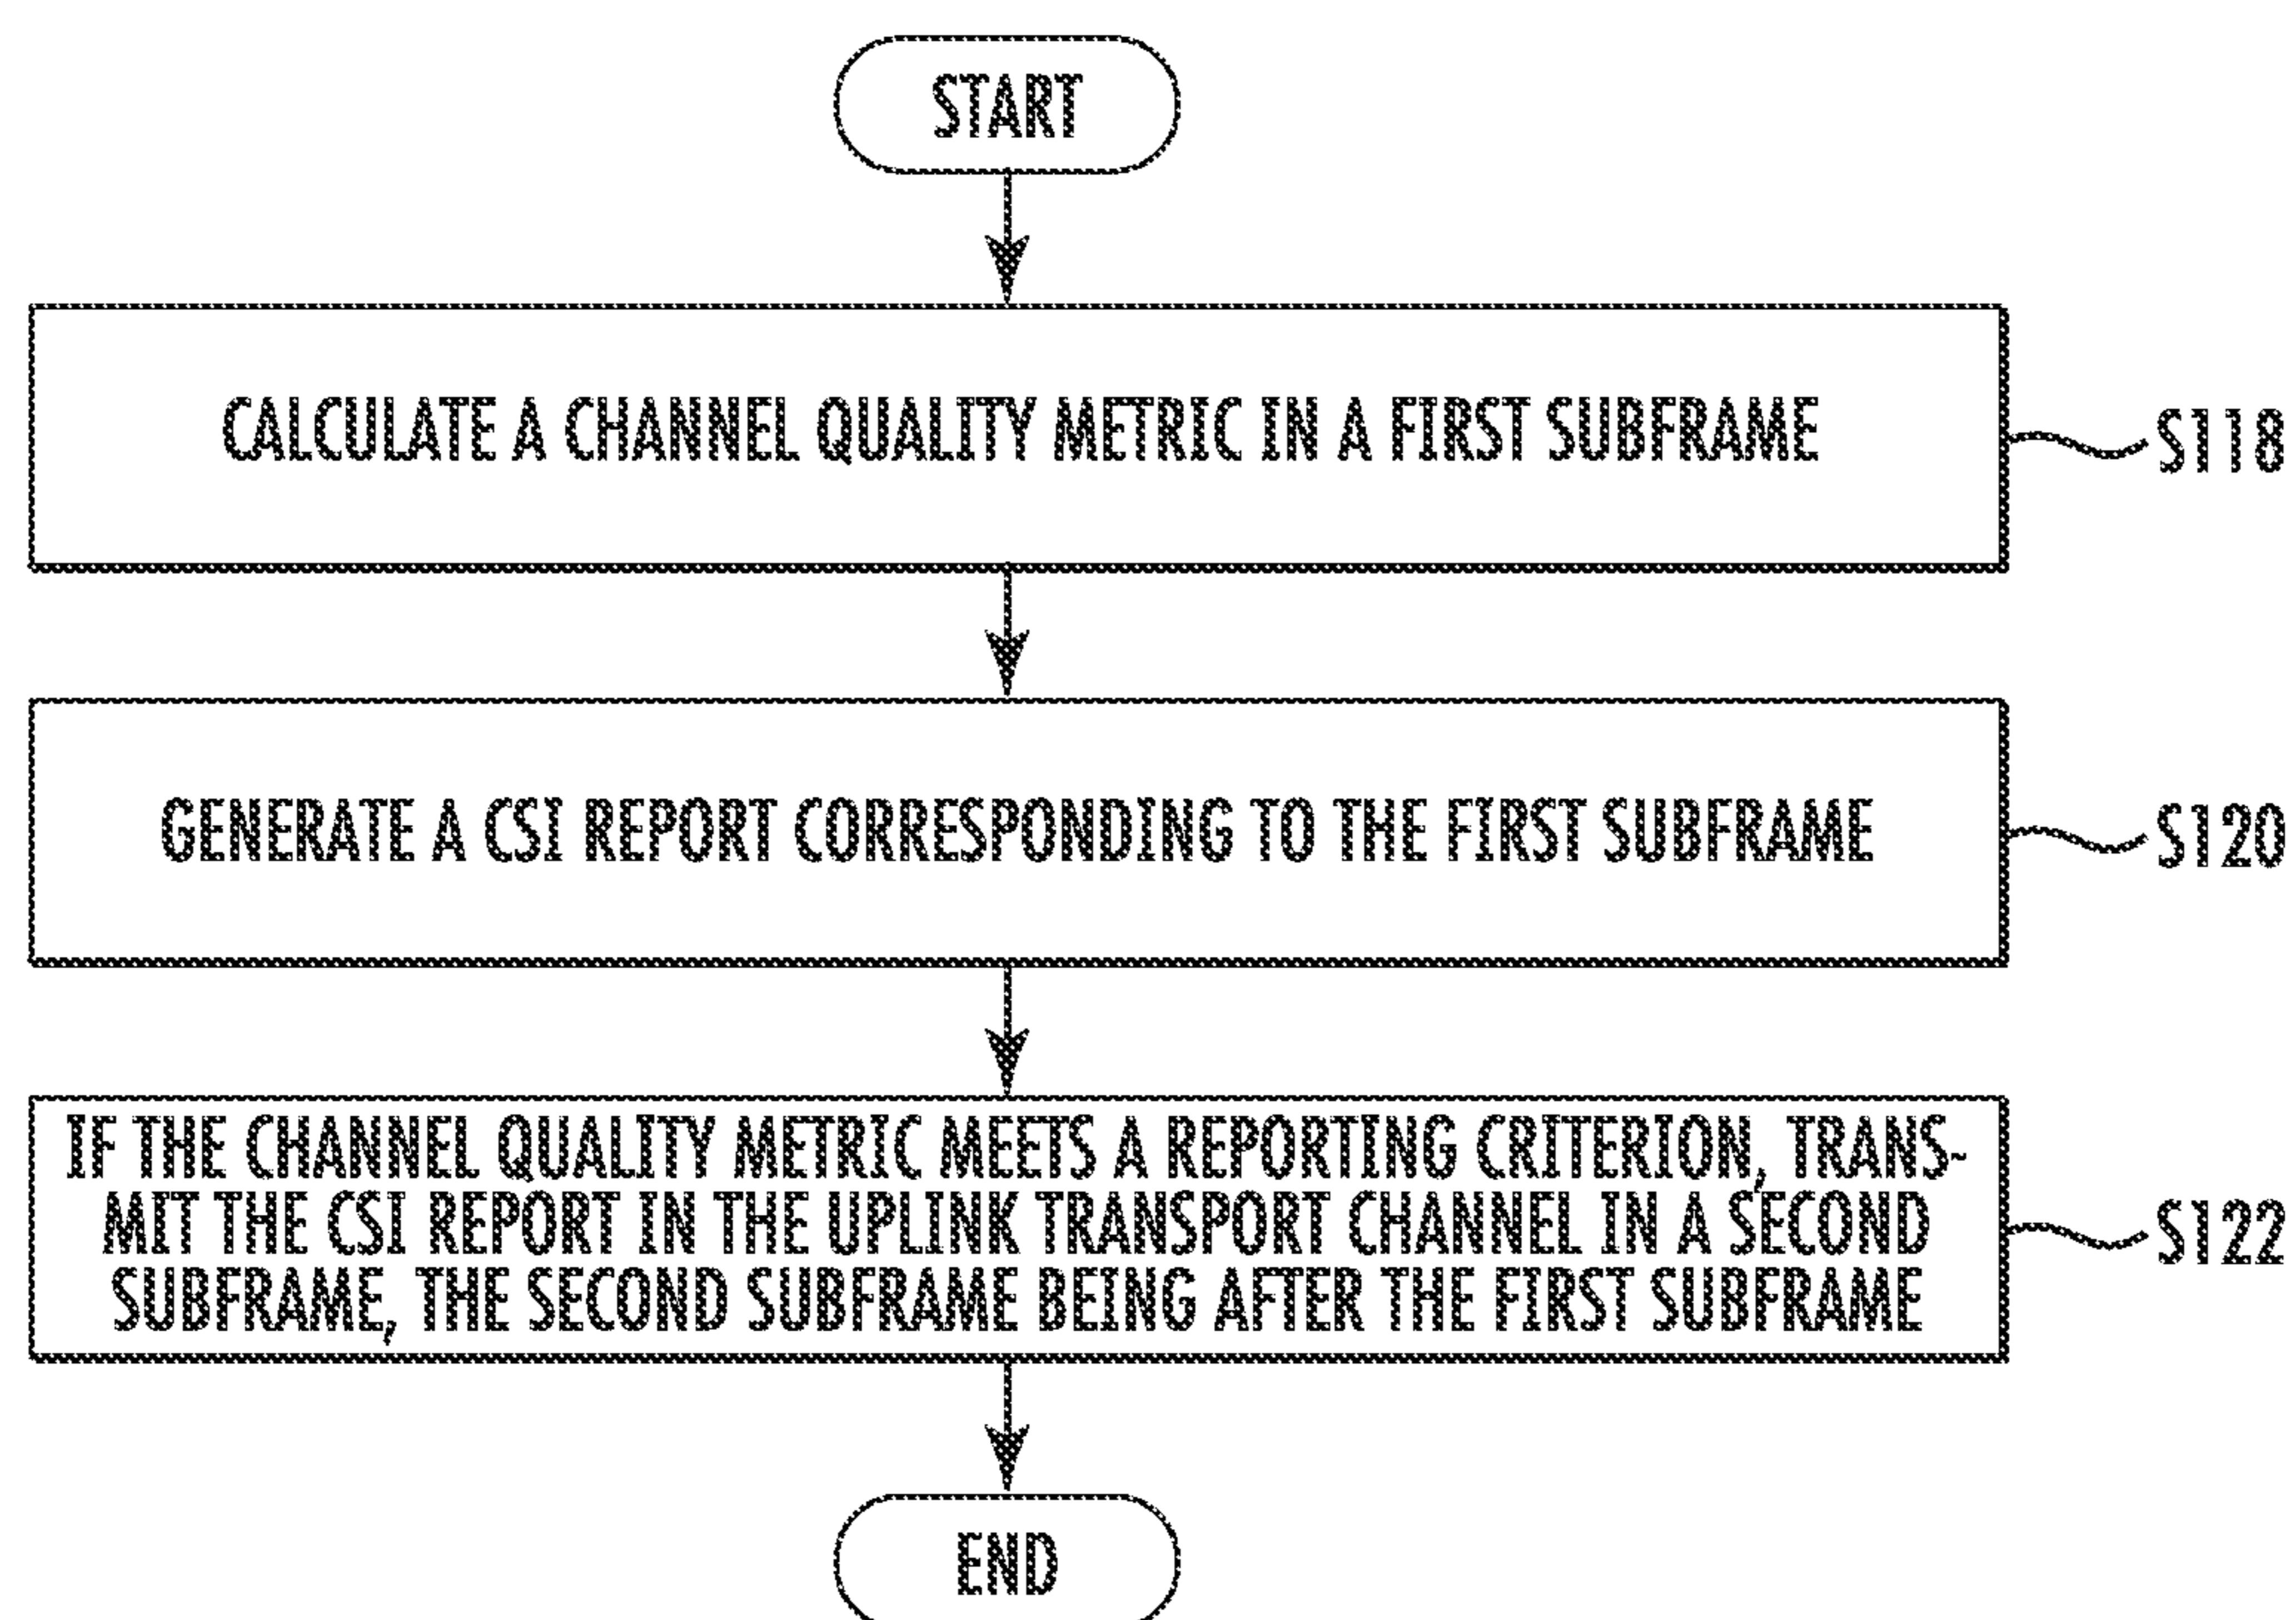 START
CALCULATE A CHANNEL QUALITY METRIC IN A FIRST SUBFRAME
S118
GENERATE A CSI REPORT CORRESPONDING TO THE FIRST SUBFRAME
S120
IF THE CHANNEL QUALITY METRIC MEETS A REPORTING CRITERION, TRANS-
MIT THE CSI REPORT IN THE UPLINK TRANSPORT CHANNEL IN A SECOND
SUBFRAME, THE SECOND SUBFRAME BEING AFTER THE FIRST SUBFRAME
S122
END